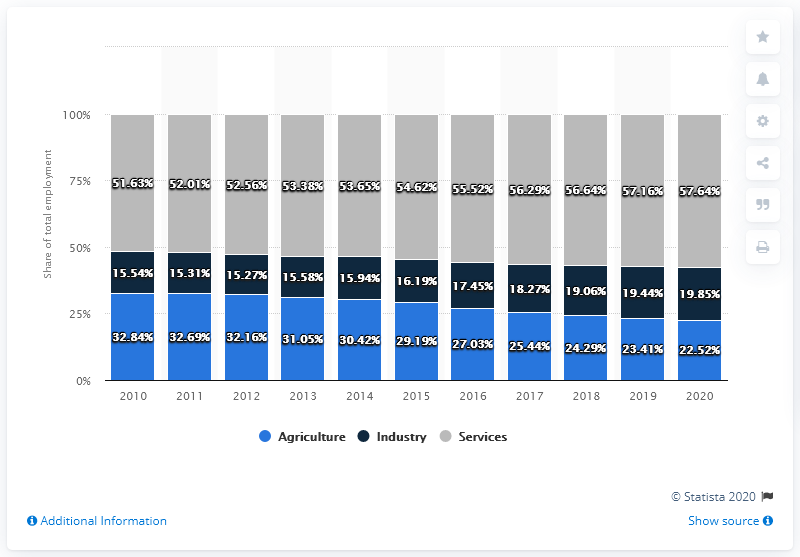 Share of total employment
100%
75%
50%
25%
0%
51.63% 52.01% 52.56% 53.38% 53.65% 54.62% 55.52% 56.29% 56.64% 57.16% 57.64%
15.54% 15.31% 15.27% 15.58% 15.94% 16.19% 17.45% 18.27% 19.06% 19.44% 19.85%
32.84% 32.69% 32.16% 31.05% 30.42% 29.19% 27.03% 25.44% 24.29% 23.41% 22.52%
2010 2011 2012 2013 2014 2015 2016 2017 2018 2019 2020
Agriculture Industry Services
© Statista 2020
Additional Information Show source